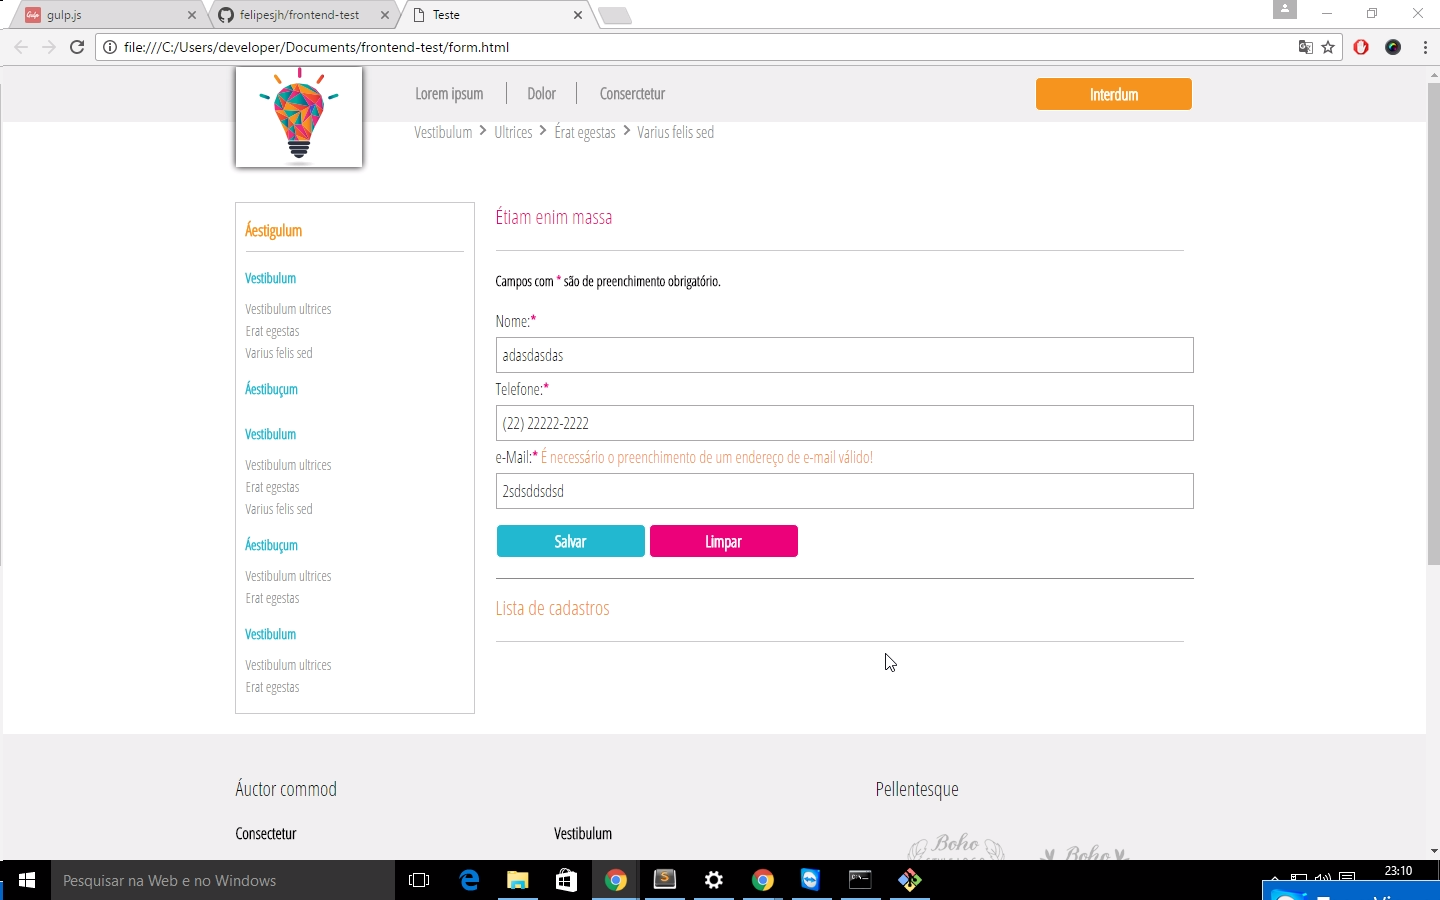 gulp.js
felipesjh/frontend-test
Teste
file:///C:/Users/developer/Documents/frontend-test/form.html
Lorem ipsum
Dolor
Conserctetur
Interdum
Vestibulum > Ultrices > Érat egestas > Varius felis sed
Áestigulum
Vestibulum
Vestibulum ultrices
Erat egestas
Varius felis sed
Áestibuçum
Vestibulum
Vestibulum ultrices
Erat egestas
Varius felis sed
Áestibuçum
Vestibulum ultrices
Erat egestas
Vestibulum
Vestibulum ultrices
Erat egestas
Étiam enim massa
Campos com * são de preenchimento obrigatório.
Nome:*
adasdasdas
Telefone:*
(22) 22222-2222
e-Mail:* É necessário o preenchimento de um endereço de e-mail válido!
2sdsddsdsd
Salvar
Limpar
Lista de cadastros
Áuctor commod
Pellentesque
Consectetur
Vestibulum
Boho
Boho
Pesquisar na Web e no Windows
23:10